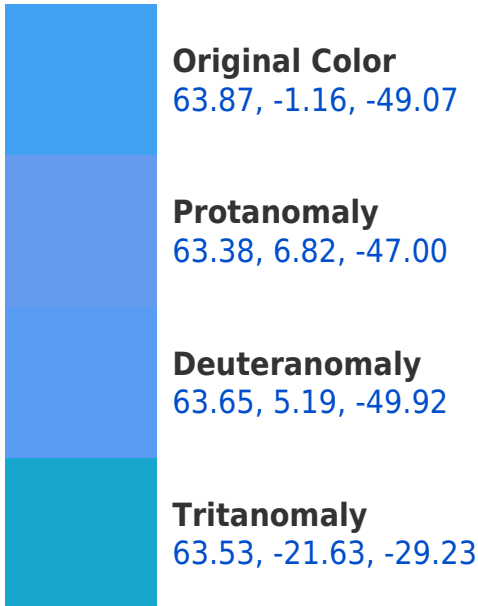 Original Color
63.87, -1.16, -49.07
Protanomaly
63.38, 6.82, -47.00
Deuteranomaly
63.65, 5.19, -49.92
Tritanomaly
63.53, -21.63, -29.23